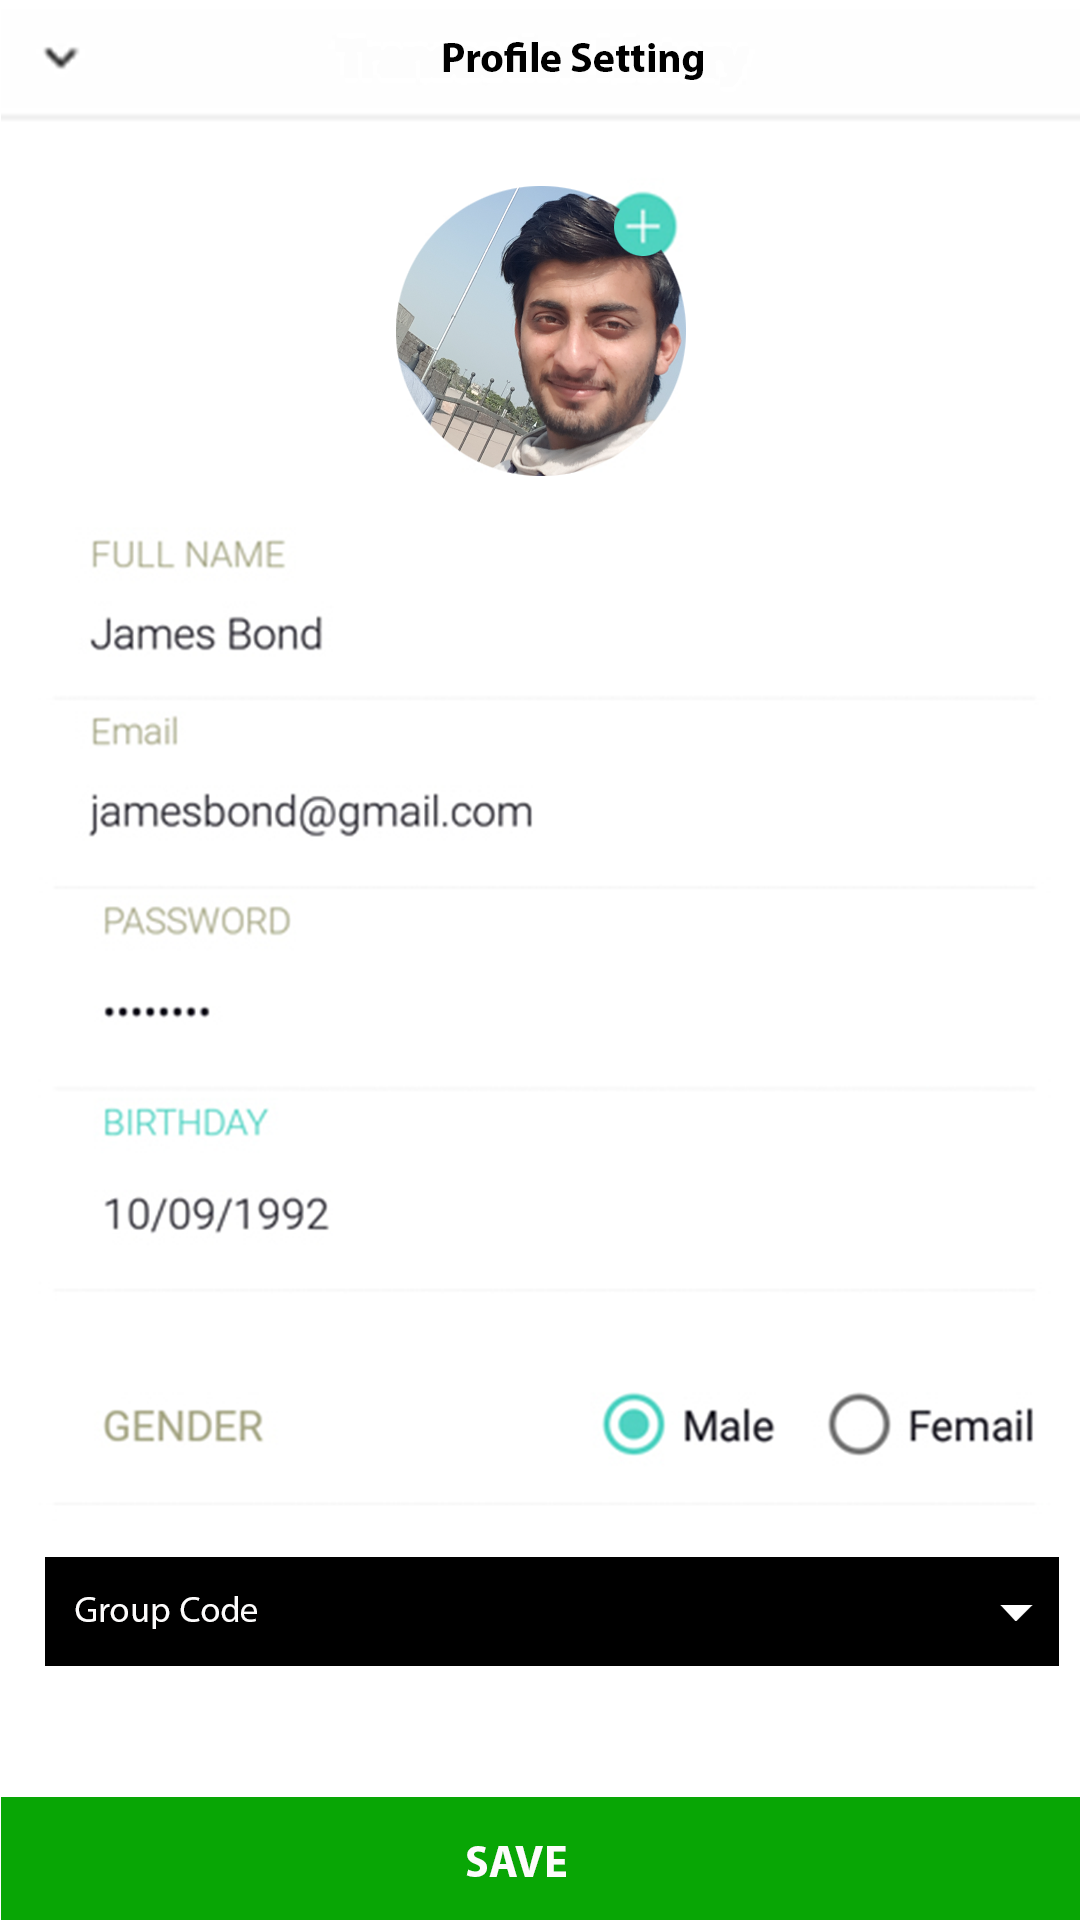 Profile Setting
FULL NAME
James Bond
Email
jamesbond@gmail.com
PASSWORD
••••••••
BIRTHDAY
10/09/1992
GENDER
Male Femail
Group Code
SAVE